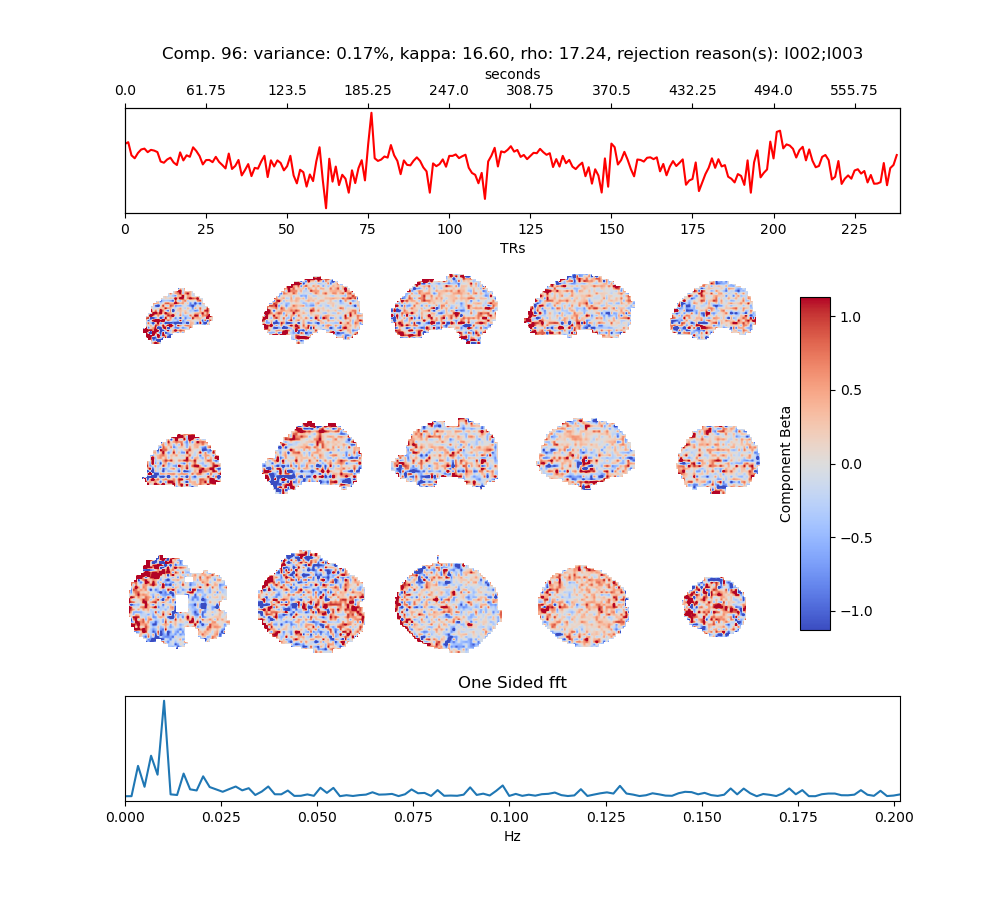 Comp. 96: variance: 0.17%, kappa: 16.60, rho: 17.24, rejection reason(s): I002;I003
seconds
0.0 61.75 123.5 185.25 247.0 308.75 370.5 432.25 494.0 555.75
0 25 50 75 100 125 150 175 200 225
TRs
1.0
0.5
0.0
−0.5
−1.0
Component Beta
One Sided fft
0.000 0.025 0.050 0.075 0.100 0.125 0.150 0.175 0.200
Hz